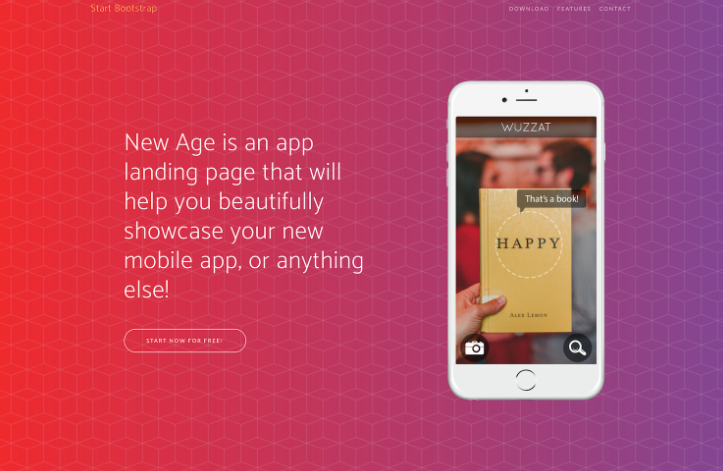 Start Bootstrap
DOWNLOAD FEATURES CONTACT
New Age is an app
landing page that will
help you beautifully
showcase your new
mobile app, or anything
else!
START NOW FOR FREE!
WUZZAT
That's a book!
HAPPY
ALEX LEMON